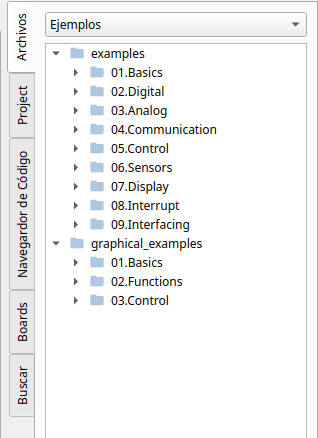 Ejemplos
examples
01.Basics
02.Digital
03.Analog
04.Communication
05.Control
06.Sensors
07.Display
08.Interrupt
09.Interfacing
graphical_examples
01.Basics
02.Functions
03.Control
Archivos
Project
Navegardor de Código
Boards
Buscar